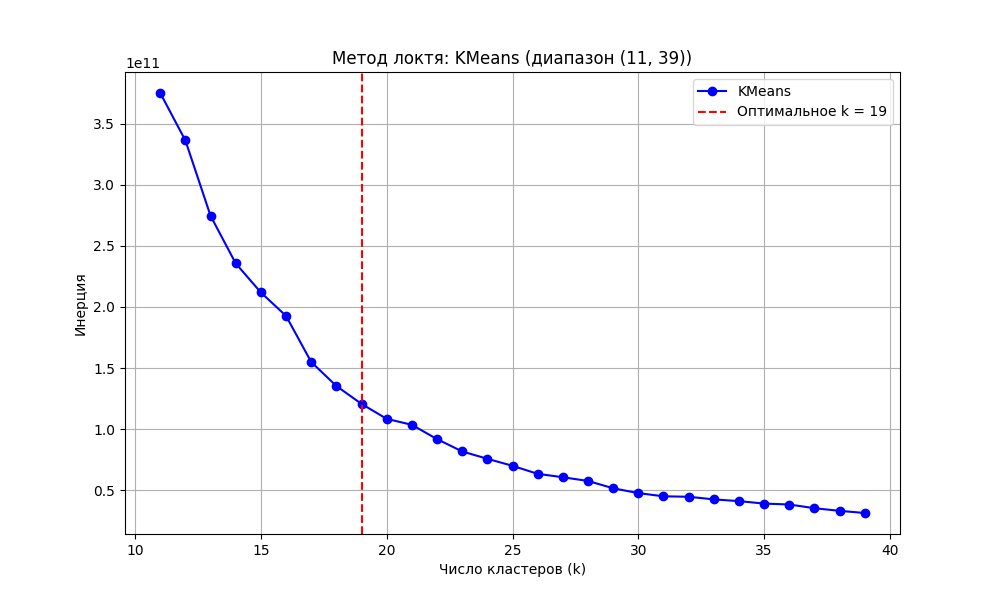 Метод локтя: KMeans (диапазон (11, 39))
1e11
KMeans
Оптимальное k = 19
3.5
3.0
2.5
2.0
1.5
1.0
0.5
Инерция
10 15 20 25 30 35 40
Число кластеров (k)